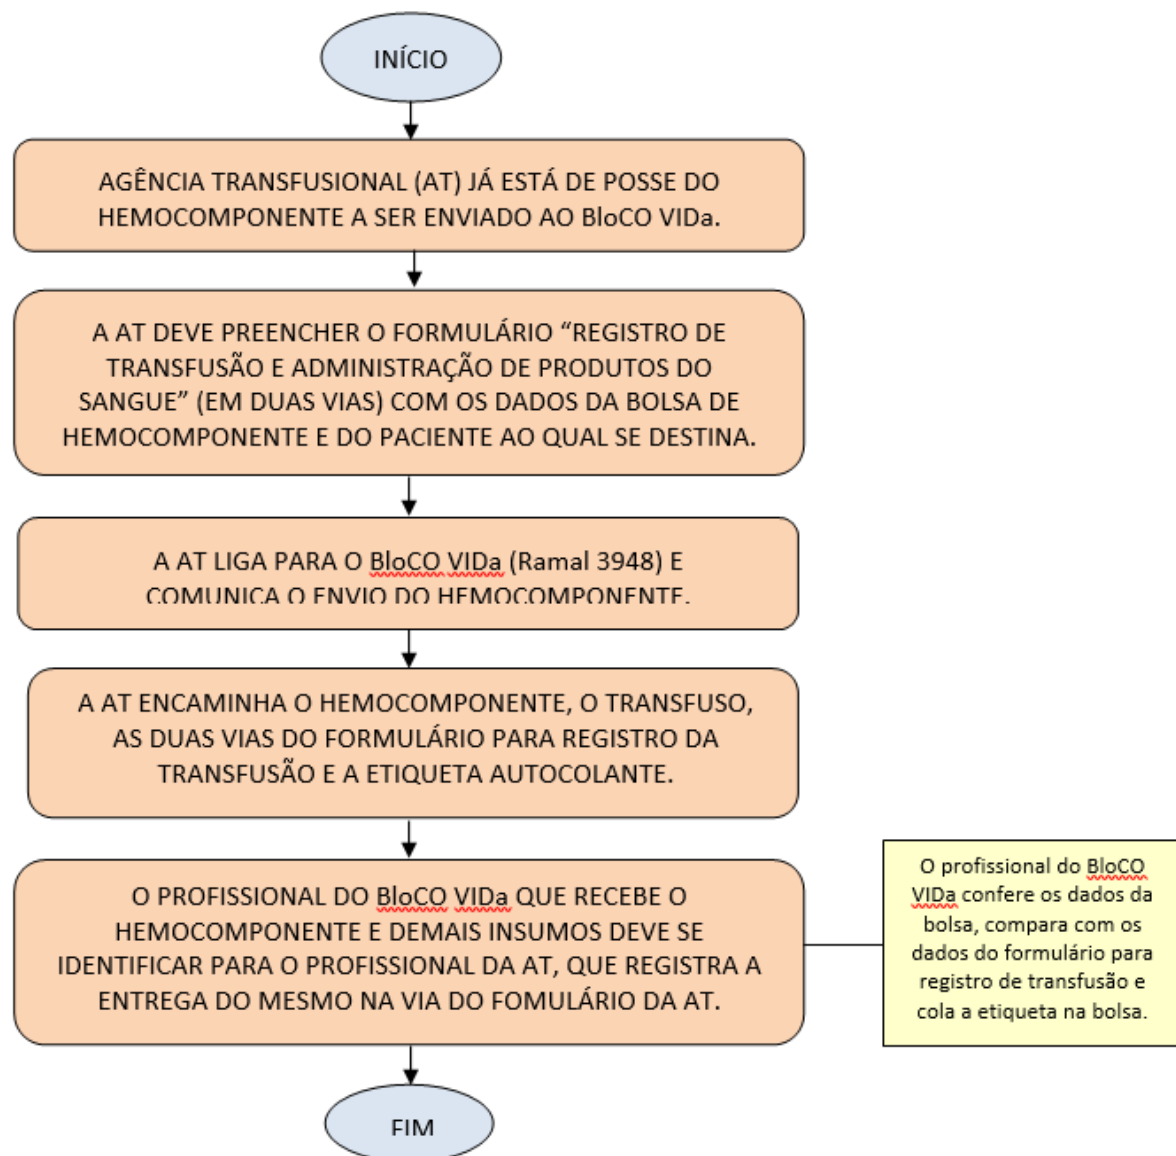 INÍCIO
AGÊNCIA TRANSFUSIONAL (AT) JÁ ESTÁ DE POSSE DO
HEMOCOMPONENTE A SER ENVIADO AO BloCO VIDa.
A AT DEVE PREENCHER O FORMULÁRIO “REGISTRO DE
TRANSFUSÃO E ADMINISTRAÇÃO DE PRODUTOS DO
SANGUE” (EM DUAS VIAS) COM OS DADOS DA BOLSA DE
HEMOCOMPONENTE E DO PACIENTE AO QUAL SE DESTINA.
A AT LIGA PARA O BloCO VIDa (Ramal 3948) E
COMUNICA O ENVIO DO HEMOCOMPONENTE.
A AT ENCAMINHA O HEMOCOMPONENTE, O TRANSFUSO,
AS DUAS VIAS DO FORMULÁRIO PARA REGISTRO DA
TRANSFUSÃO E A ETIQUETA AUTOCOLANTE.
O PROFISSIONAL DO BloCO VIDa QUE RECEBE O
HEMOCOMPONENTE E DEMAIS INSUMOS DEVE SE
IDENTIFICAR PARA O PROFISSIONAL DA AT, QUE REGISTRA A
ENTREGA DO MESMO NA VIA DO FOMULÁRIO DA AT.
O profissional do BloCO
VIDa confere os dados da
bolsa, compara com os
dados do formulário para
registro de transfusão e
cola a etiqueta na bolsa.
FIM